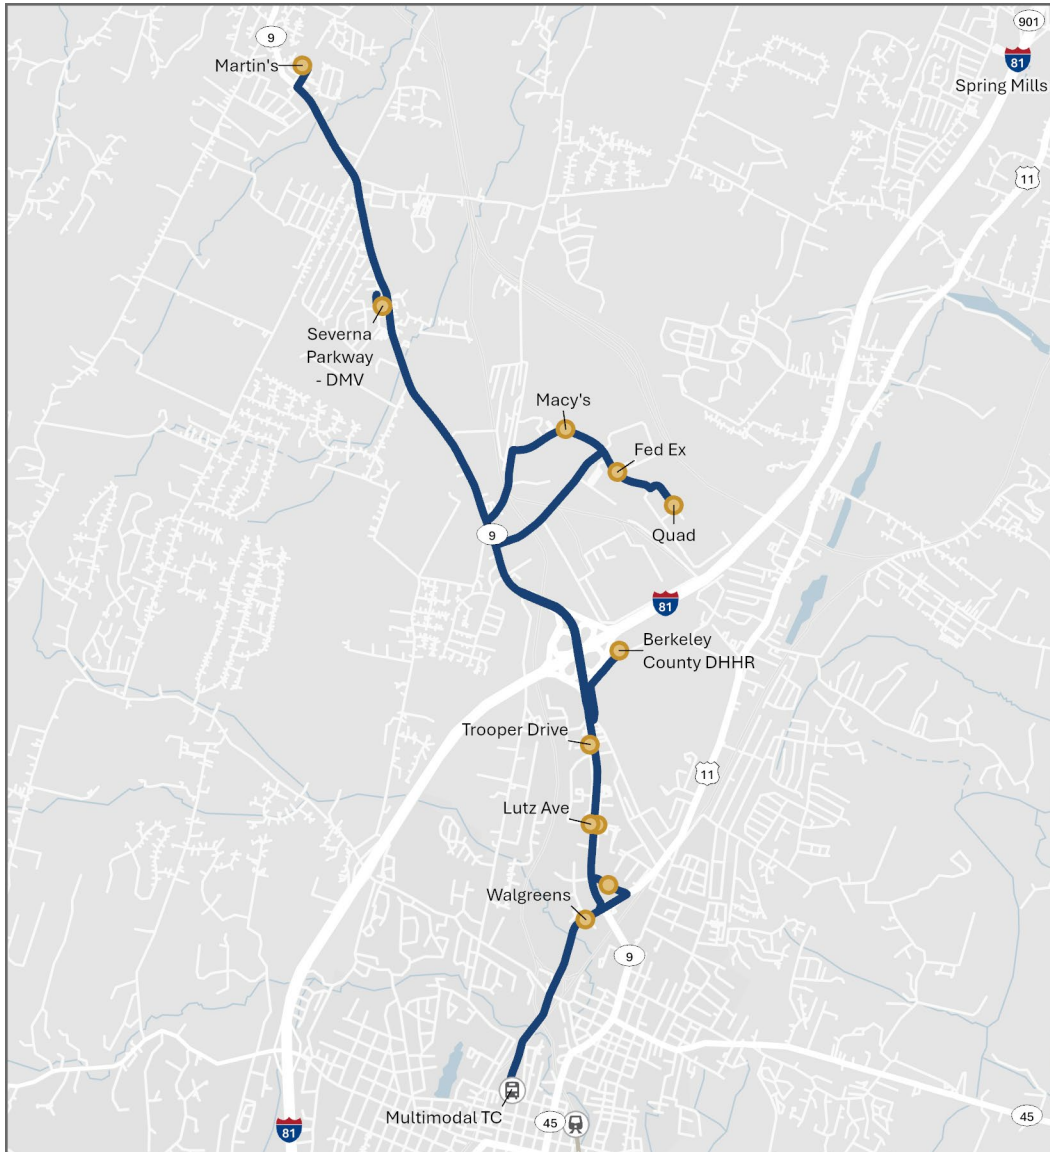 901
9
81
Martin's
Spring Mills
11
Severna
Parkway
- DMV
Macy's
Fed Ex
Quad
9
81
Berkeley
County DHHR
Trooper Drive
11
Lutz Ave
Walgreens
9
Multimodal TC
45
45
81